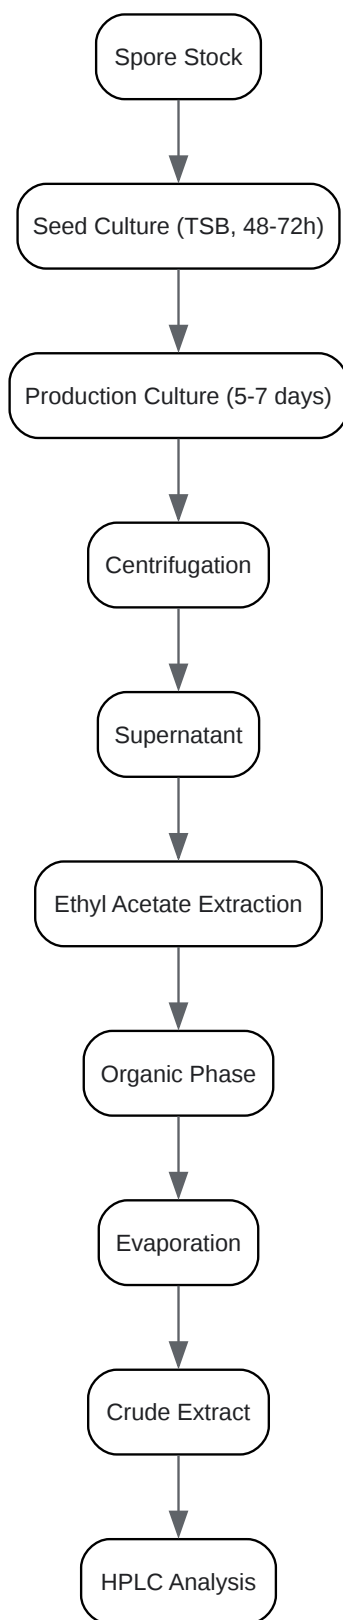 Spore Stock
Seed Culture (TSB, 48-72h)
Production Culture (5-7 days)
Centrifugation
Supernatant
Ethyl Acetate Extraction
Organic Phase
Evaporation
Crude Extract
HPLC Analysis